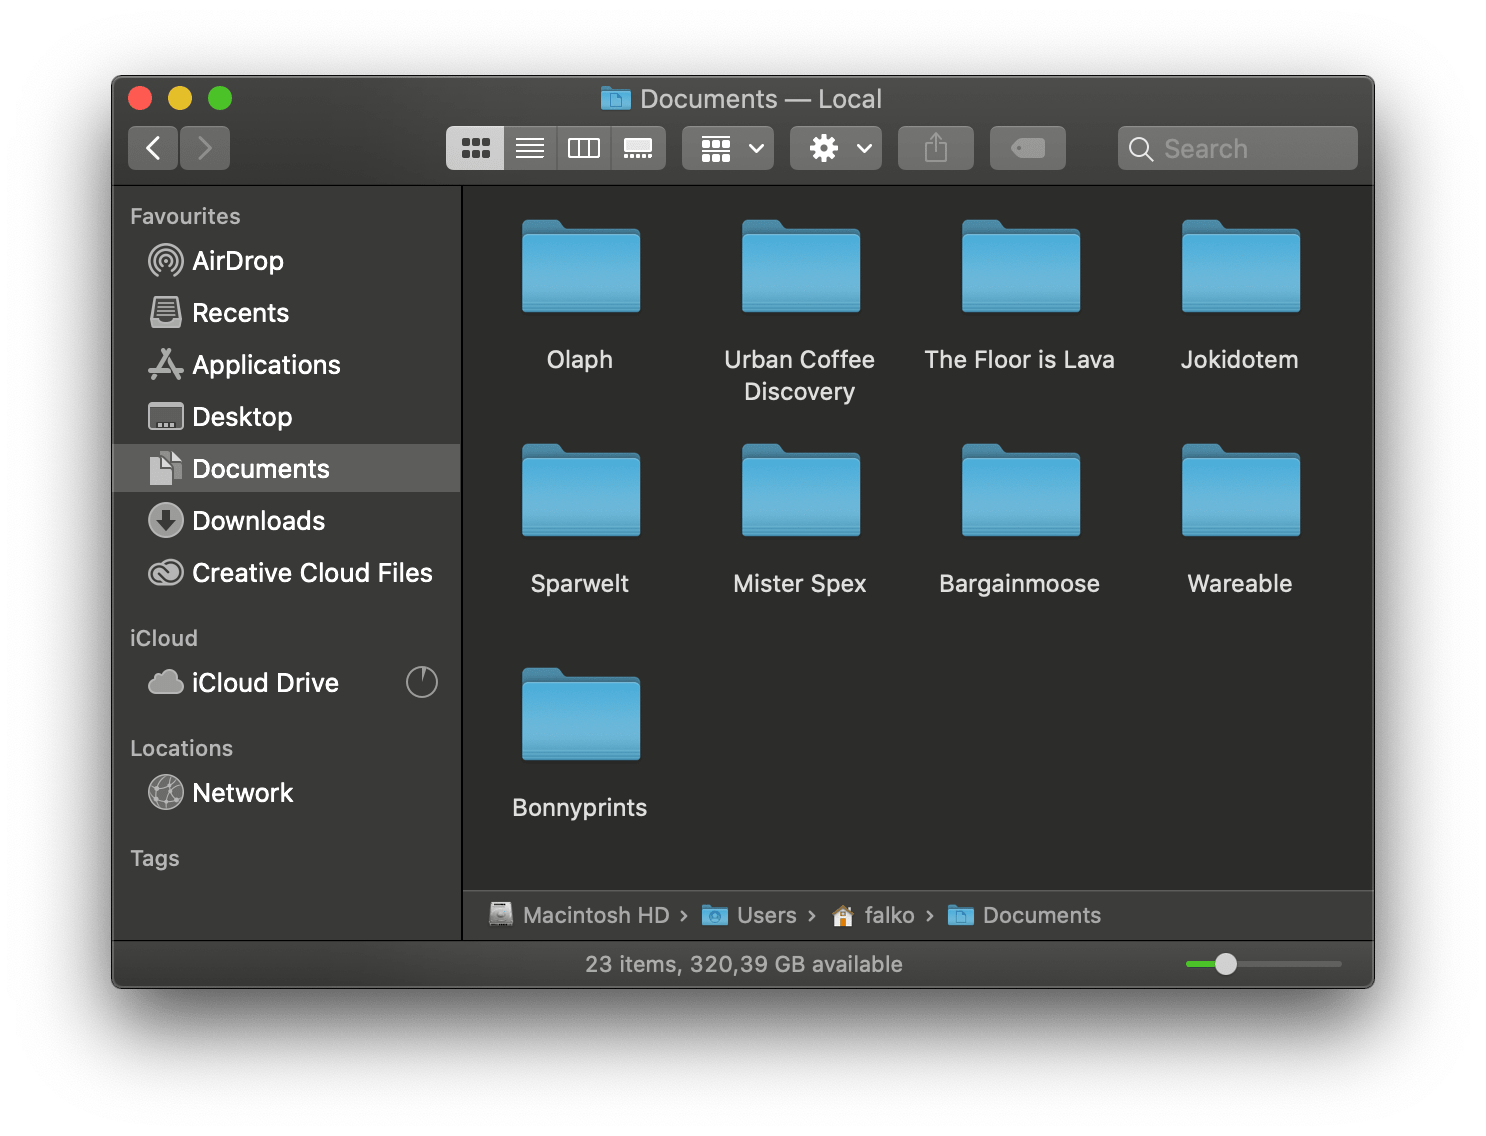 Documents — Local
Search
Favourites
AirDrop
Recents
Applications
Desktop
Documents
Downloads
Creative Cloud Files
iCloud
iCloud Drive
Locations
Network
Tags
Olaph
Urban Coffee
Discovery
The Floor is Lava
Jokidotem
Sparwelt
Mister Spex
Bargainmoose
Wareable
Bonnyprints
Macintosh HD › Users › falko › Documents
23 items, 320,39 GB available